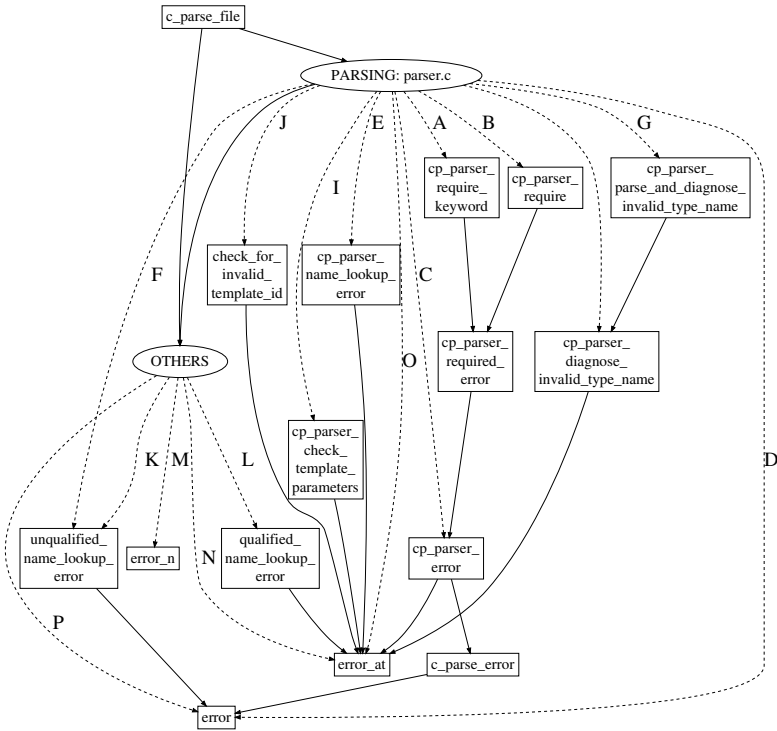 c_parse_file
PARSING: parser.c
J
E
A
B
G
cp_parser_
require_
keyword
cp_parser_
require
cp_parser_
parse_and_diagnose_
invalid_type_name
I
F
check_for_
invalid_
template_id
cp_parser_
name_lookup_
error
C
O
OTHERS
cp_parser_
required_
error
cp_parser_
diagnose_
invalid_type_name
K
M
L
cp_parser_
check_
template_
parameters
D
unqualified_
name_lookup_
error
error_n
N
qualified_
name_lookup_
error
cp_parser_
error
P
error_at
c_parse_error
error